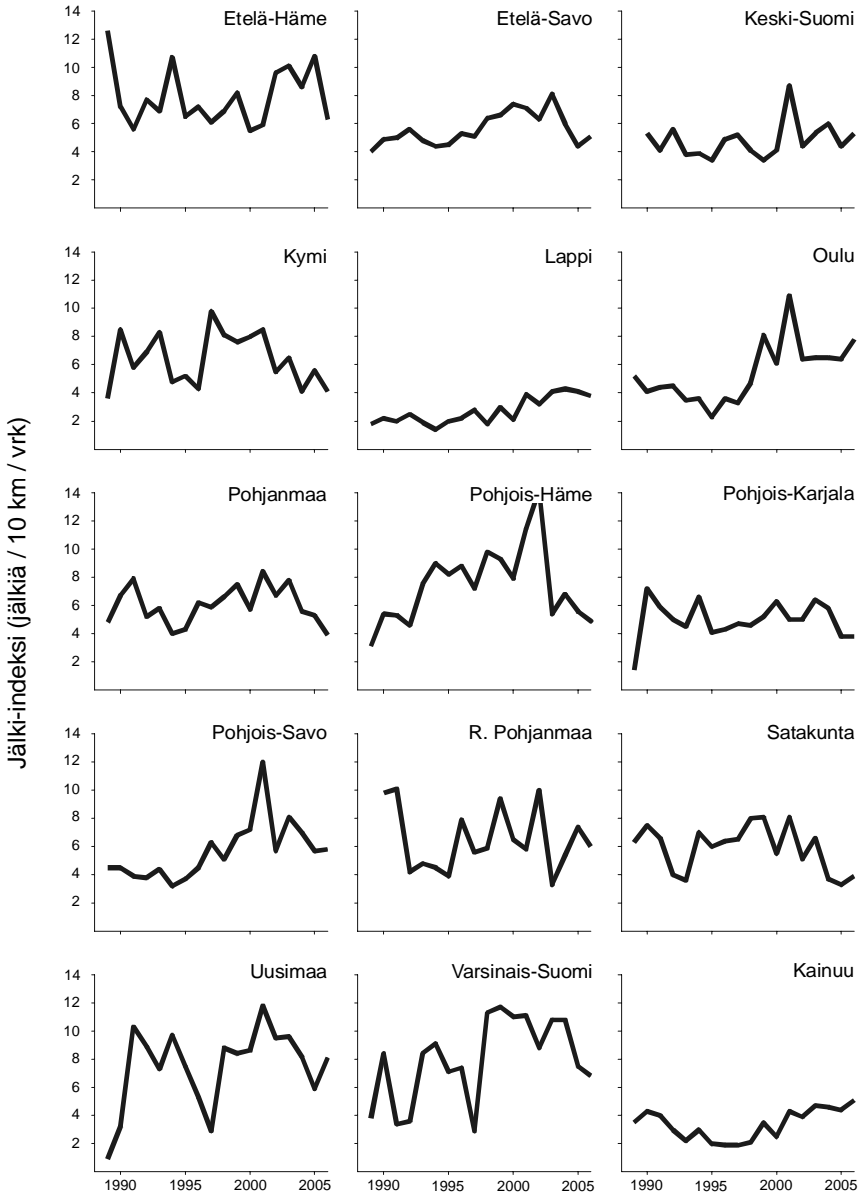 Jälki-indeksi (jälkiä / 10 km / vrk)
Etelä-Häme
Etelä-Savo
Keski-Suomi
14
12
10
8
6
4
2
Kymi
Lappi
Oulu
14
12
10
8
6
4
2
Pohjanmaa
Pohjois-Häme
Pohjois-Karjala
14
12
10
8
6
4
2
Pohjois-Savo
R. Pohjanmaa
Satakunta
14
12
10
8
6
4
2
Uusimaa
Varsinais-Suomi
Kainuu
14
12
10
8
6
4
2
1990 1995 2000 2005 1990 1995 2000 2005 1990 1995 2000 2005